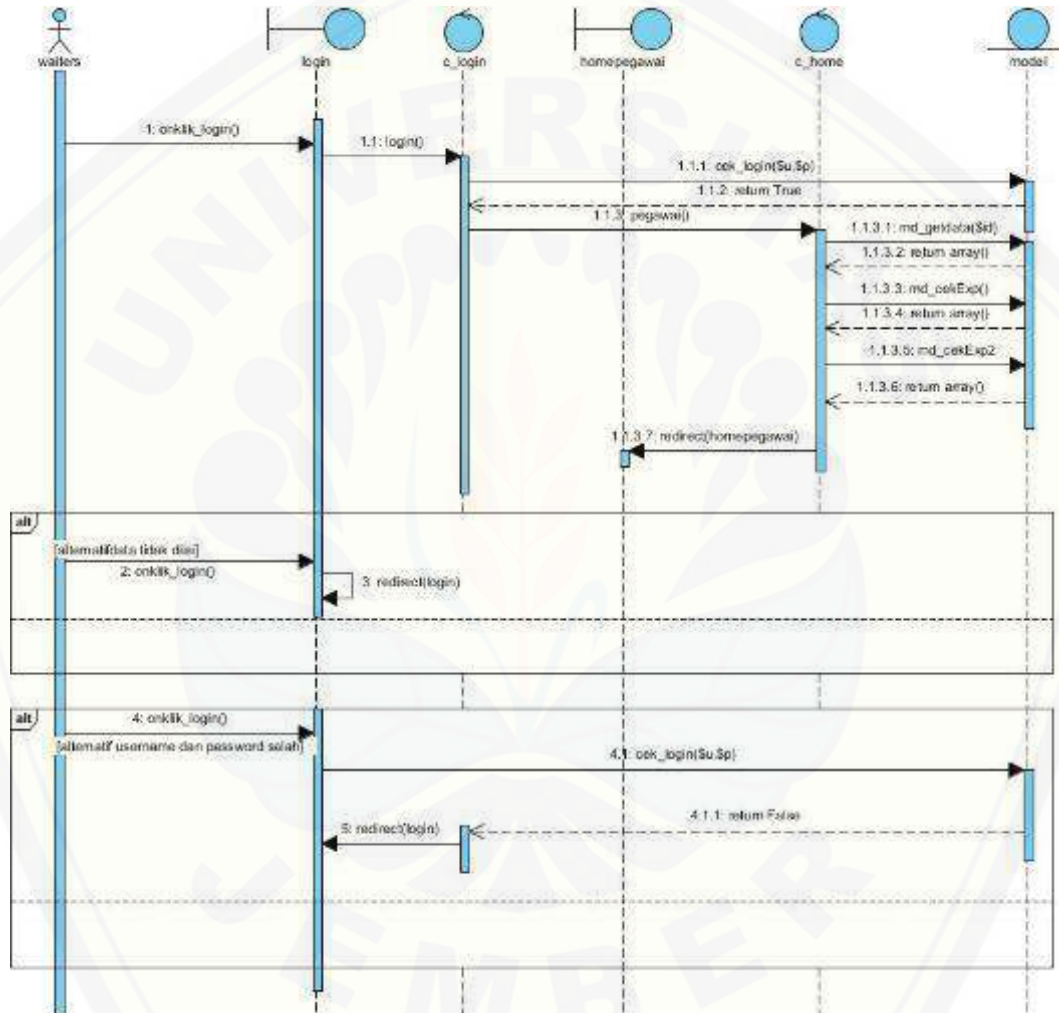 waiters
login
c_login
homepegawai
c_home
model
1: onklik_login()
1.1: login()
1.1.1: cek_login($u,$p)
1.1.2: return True
1.1.3: pegawai()
1.1.3.1: md_getdata($id)
1.1.3.2: return array()
1.1.3.3: md_cekExp()
1.1.3.4: return array()
1.1.3.5: md_cekExp2
1.1.3.6: return array()
1.1.3.7: redirect(homepegawai)
alt
[alternatifdata tidak diisi]
2: onklik_login()
3: redirect(login)
alt
4: onklik_login()
[alternatif username dan password salah]
4.1: cek_login($u,$p)
4.1.1: return False
5: redirect(login)
UNIVERSITAS
JEMBER